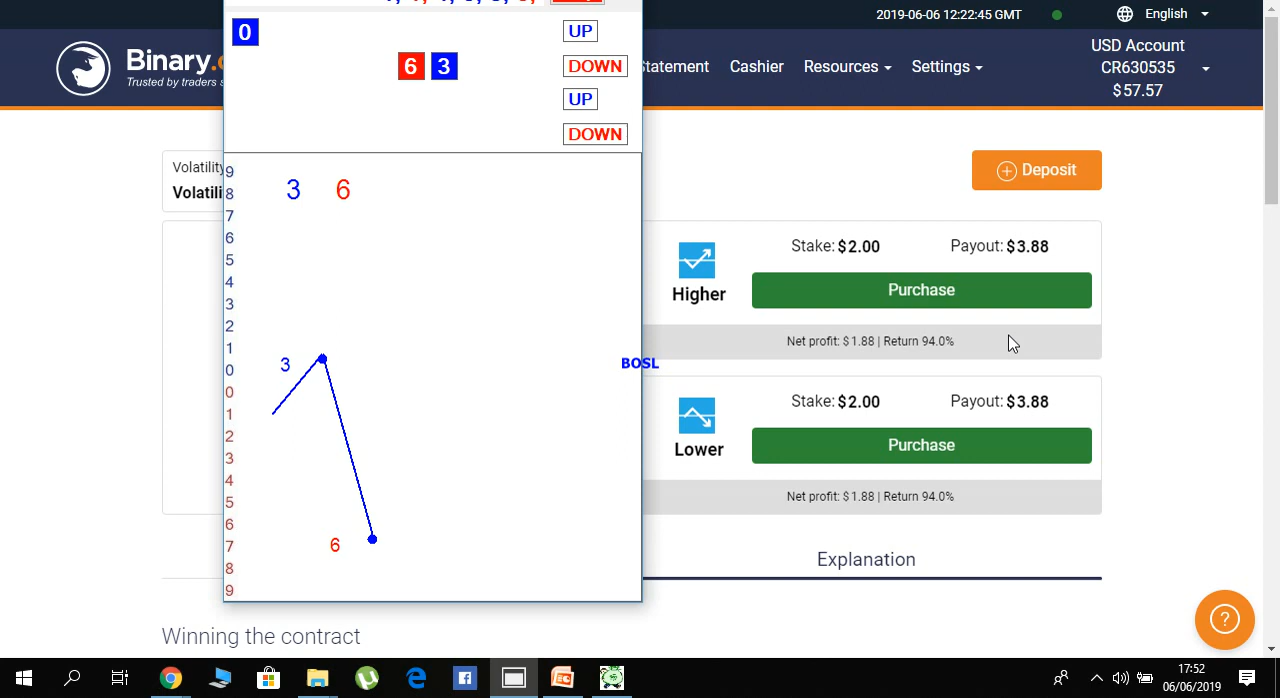 2019-06-06 12:22:45 GMT
English
Binary.
Trusted by traders
Statement
Cashier
Resources
Settings
USD Account
CR630535
$57.57
0
UP
6 3
DOWN
UP
DOWN
Deposit
9
8
7
6
5
4
3
2
1
0
0
1
2
3
4
5
6
7
8
9
3 6
3
6
BOSL
Higher
Stake: $2.00
Payout: $3.88
Purchase
Net profit: $1.88 | Return 94.0%
Lower
Stake: $2.00
Payout: $3.88
Purchase
Net profit: $1.88 | Return 94.0%
Explanation
Winning the contract
?
17:52
06/06/2019